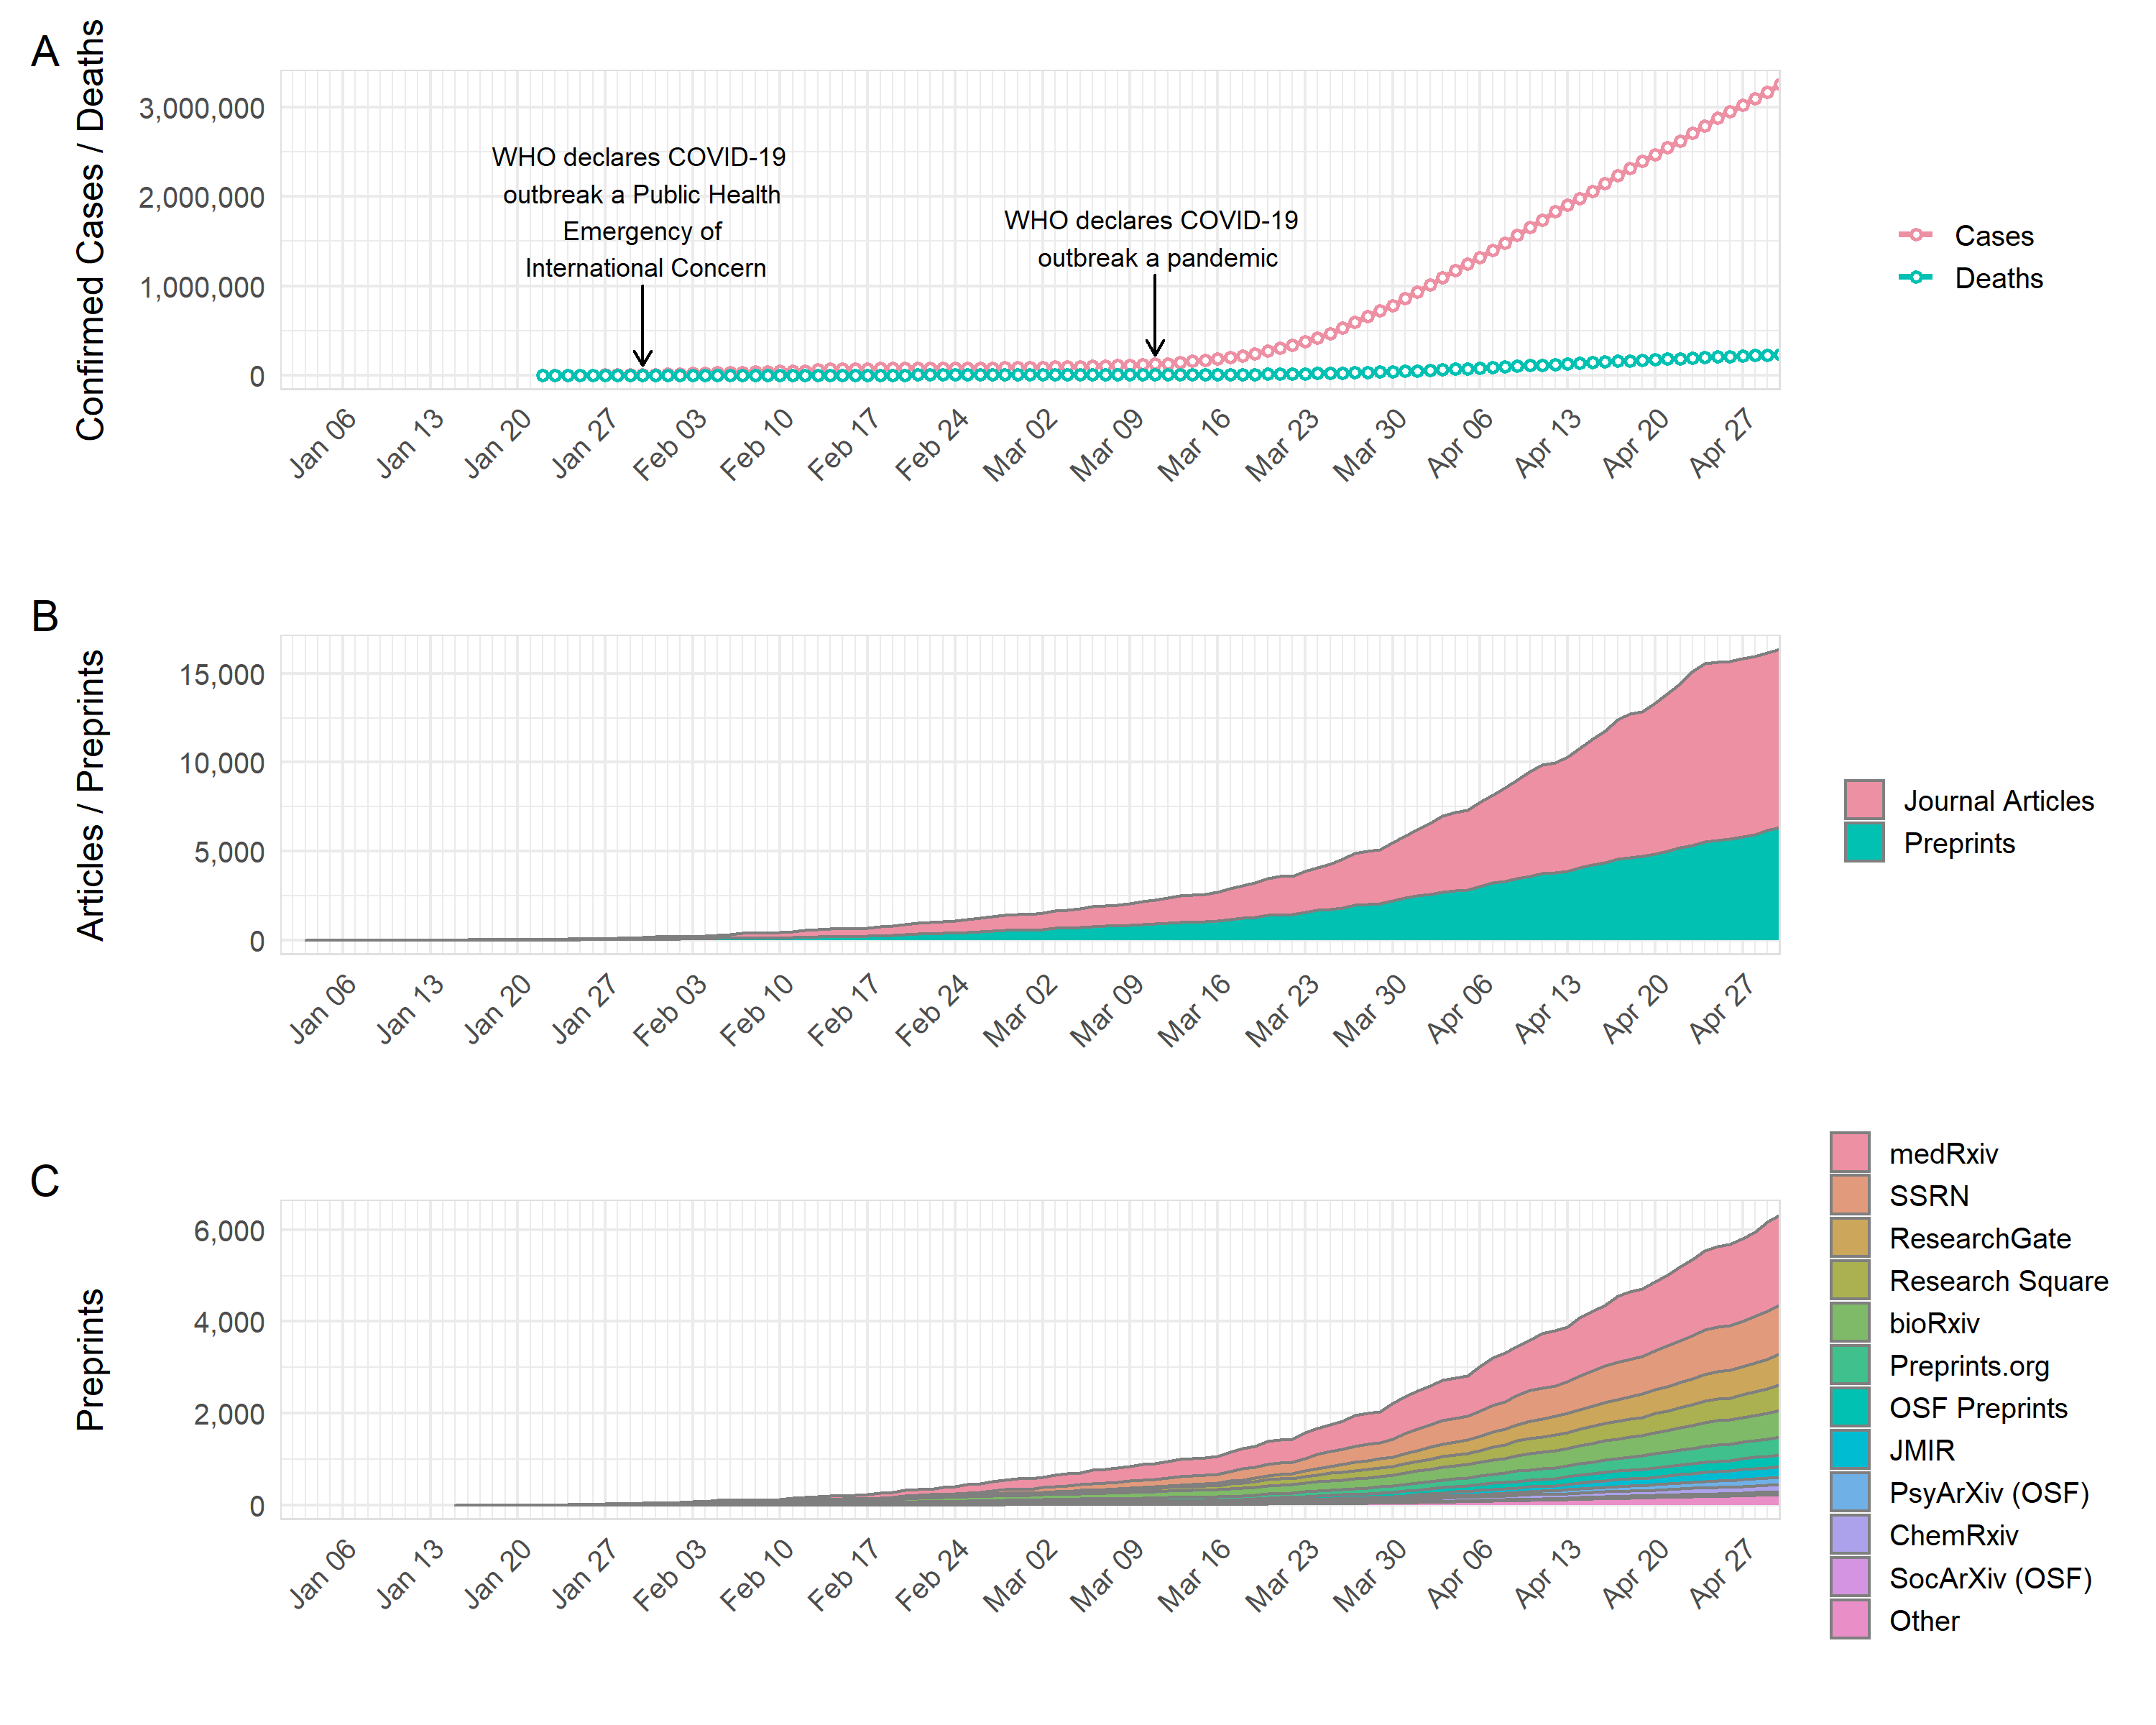 A
Confirmed Cases / Deaths
3,000,000
2,000,000
1,000,000
0
WHO declares COVID-19
outbreak a Public Health
Emergency of
International Concern
WHO declares COVID-19
outbreak a pandemic
Jan 06
Jan 13
Jan 20
Jan 27
Feb 03
Feb 10
Feb 17
Feb 24
Mar 02
Mar 09
Mar 16
Mar 23
Mar 30
Apr 06
Apr 13
Apr 20
Apr 27
Cases
Deaths
B
Articles / Preprints
15,000
10,000
5,000
0
Jan 06
Jan 13
Jan 20
Jan 27
Feb 03
Feb 10
Feb 17
Feb 24
Mar 02
Mar 09
Mar 16
Mar 23
Mar 30
Apr 06
Apr 13
Apr 20
Apr 27
Journal Articles
Preprints
C
Preprints
6,000
4,000
2,000
0
Jan 06
Jan 13
Jan 20
Jan 27
Feb 03
Feb 10
Feb 17
Feb 24
Mar 02
Mar 09
Mar 16
Mar 23
Mar 30
Apr 06
Apr 13
Apr 20
Apr 27
medRxiv
SSRN
ResearchGate
Research Square
bioRxiv
Preprints.org
OSF Preprints
JMIR
PsyArXiv (OSF)
ChemRxiv
SocArXiv (OSF)
Other